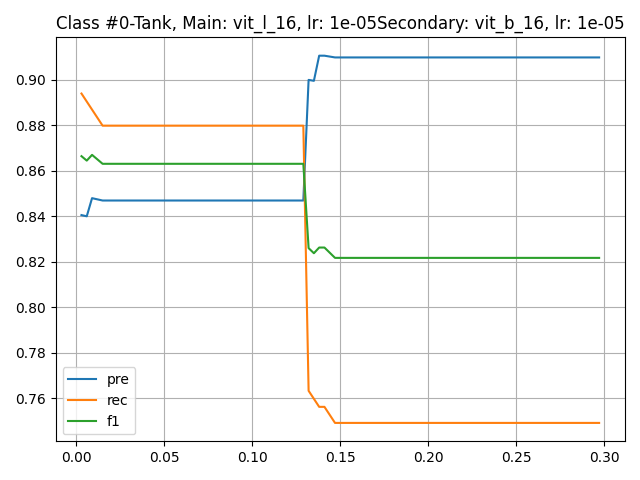 Class #0-Tank, Main: vit_l_16, lr: 1e-05Secondary: vit_b_16, lr: 1e-05
0.90
0.88
0.86
0.84
0.82
0.80
0.78
0.76
pre
rec
f1
0.00 0.05 0.10 0.15 0.20 0.25 0.30